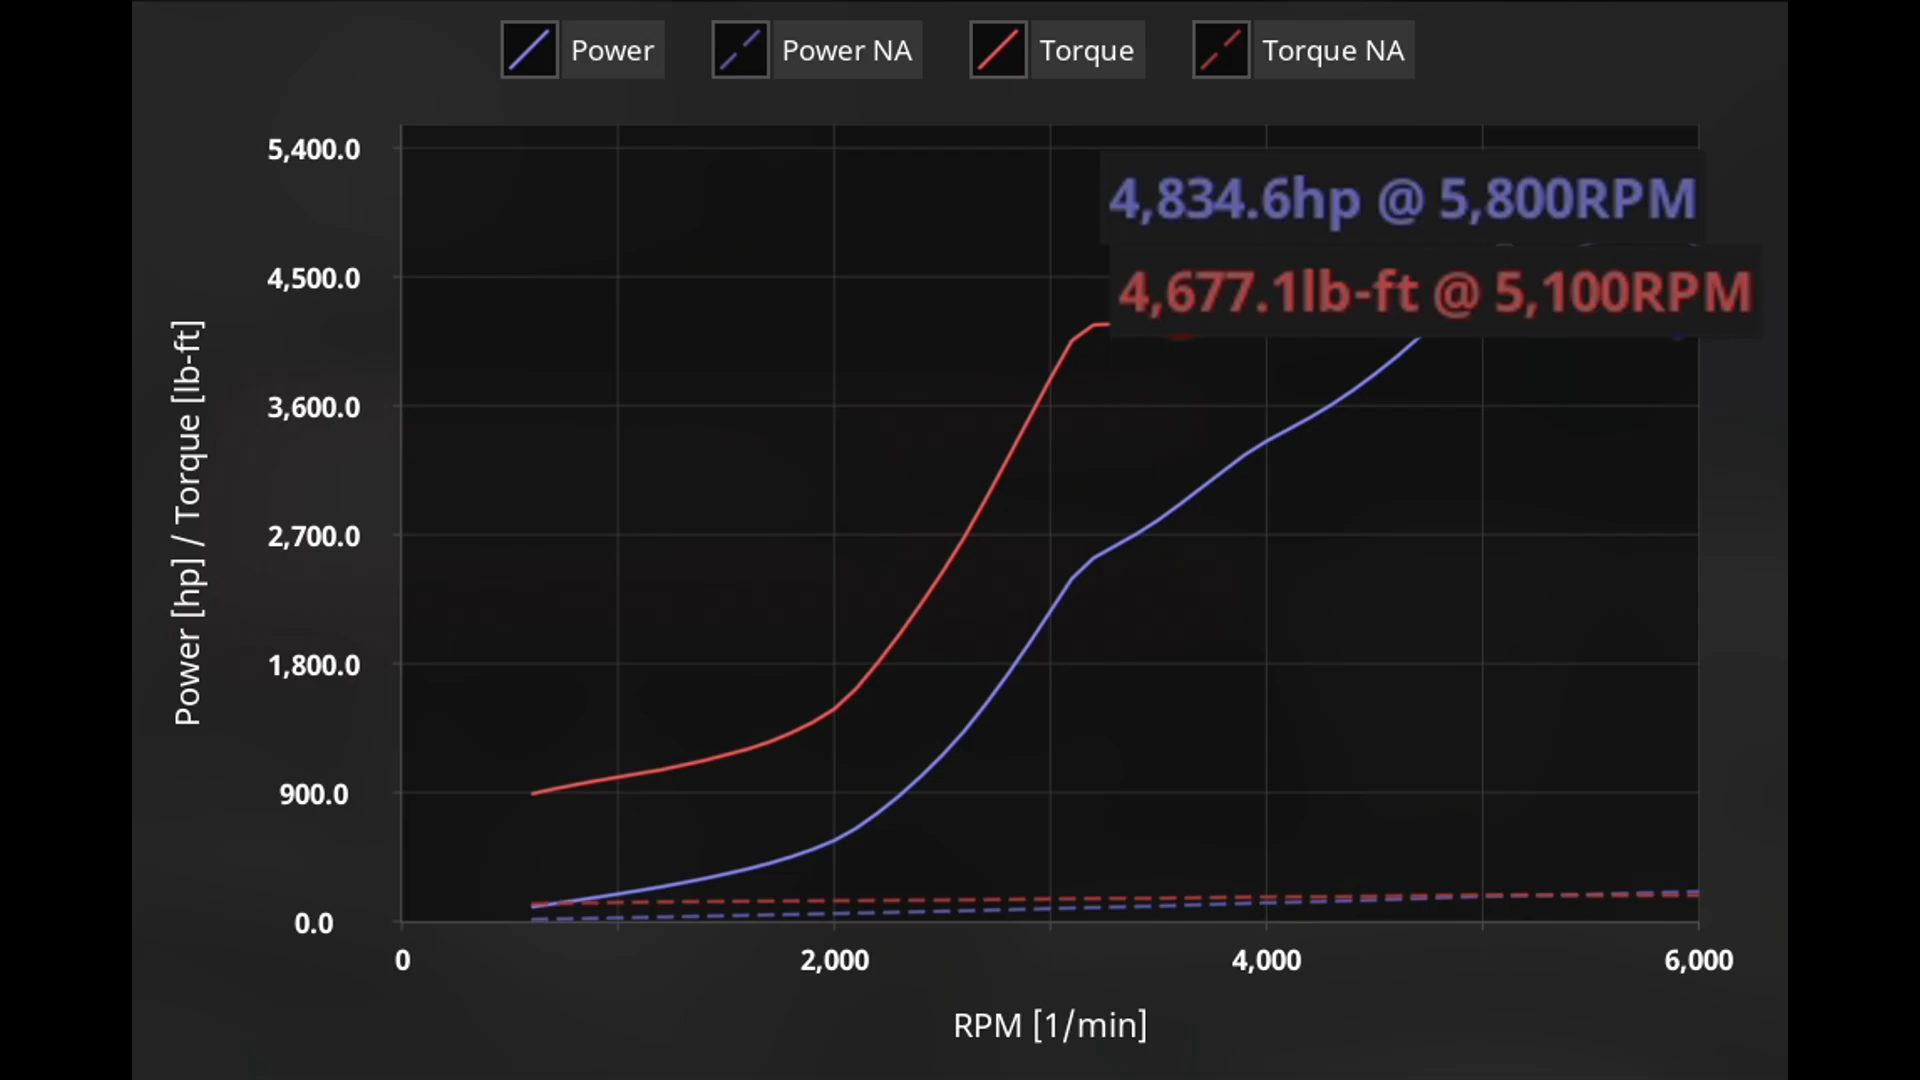 Power
Power NA
Torque
Torque NA
5,400.0
4,834.6hp @ 5,800RPM
4,500.0
4,677.1lb-ft @ 5,100RPM
3,600.0
2,700.0
1,800.0
900.0
0.0
Power [hp] / Torque [lb-ft]
0
2,000
4,000
6,000
RPM [1/min]